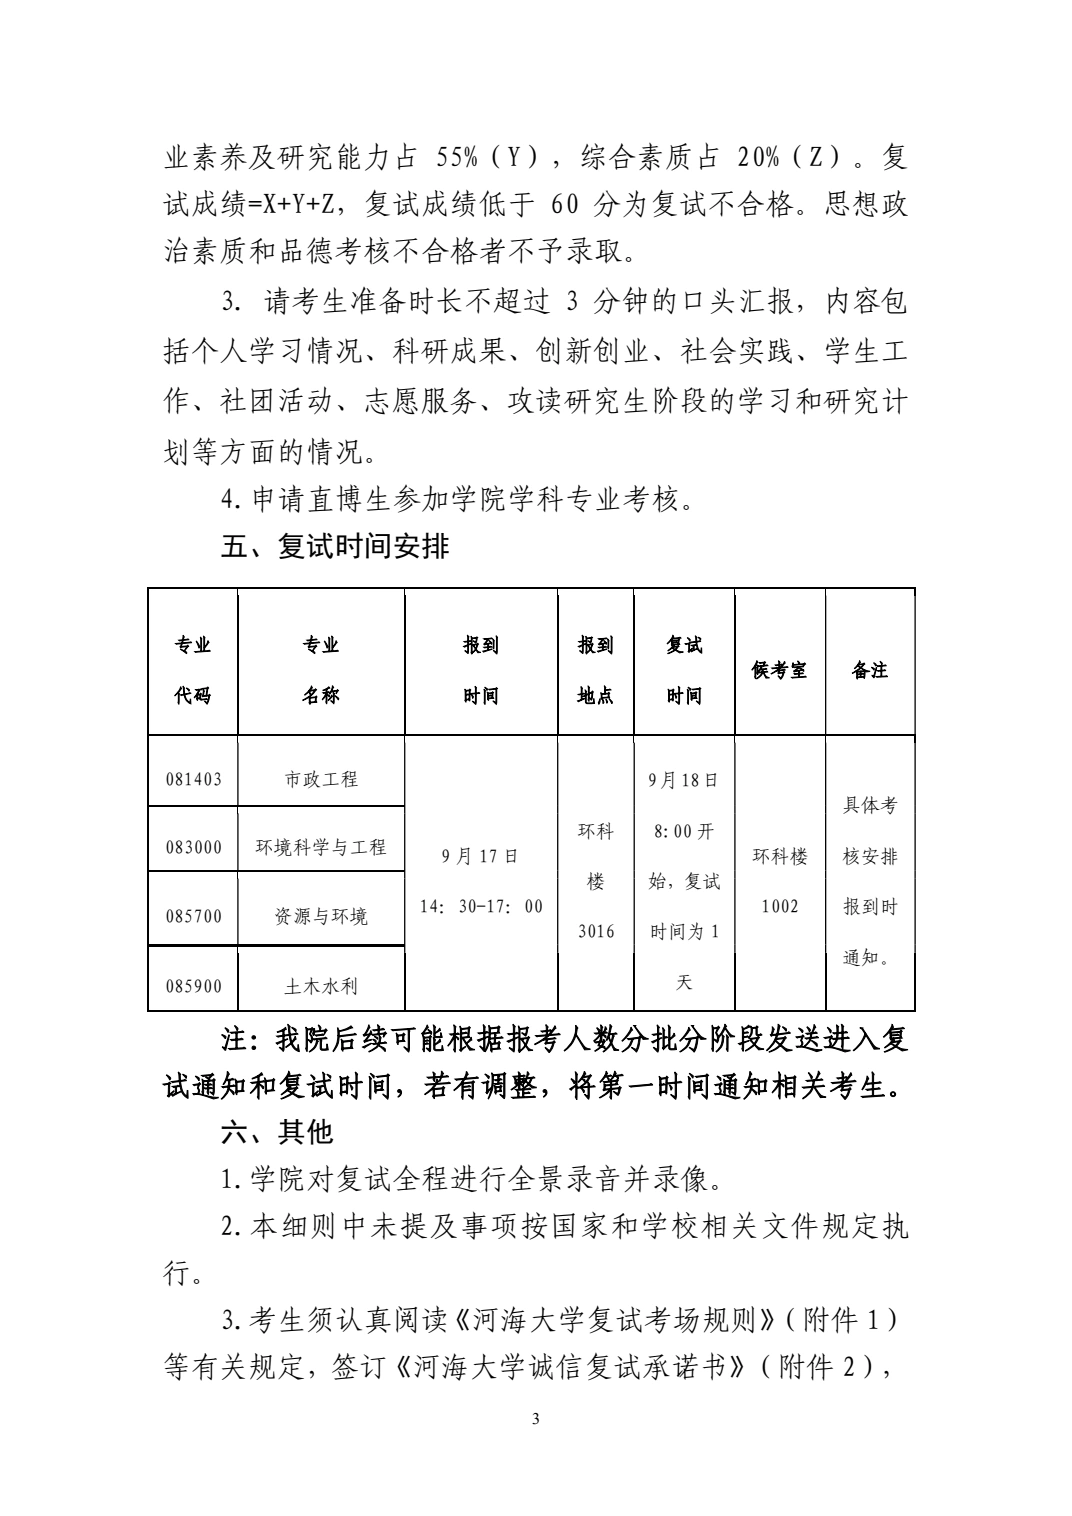 业素养及研究能力占 55%（Y），综合素质占 20%（Z）。复
试成绩=X+Y+Z，复试成绩低于 60 分为复试不合格。思想政
治素质和品德考核不合格者不予录取。
3. 请考生准备时长不超过 3 分钟的口头汇报，内容包
括个人学习情况、科研成果、创新创业、社会实践、学生工
作、社团活动、志愿服务、攻读研究生阶段的学习和研究计
划等方面的情况。
4.申请直博生参加学院学科专业考核。
五、复试时间安排
专业
代码
专业
名称
报到
时间
报到
地点
复试
时间
候考室
备注
081403
市政工程
083000
环境科学与工程
085700
资源与环境
085900
土木水利
9 月 17 日
14：30-17：00
环科
楼
3016
9月18日
8:00 开
始，复试
时间为 1
天
环科楼
1002
具体考
核安排
报到时
通知。
注：我院后续可能根据报考人数分批分阶段发送进入复
试通知和复试时间，若有调整，将第一时间通知相关考生。
六、其他
1.学院对复试全程进行全景录音并录像。
2.本细则中未提及事项按国家和学校相关文件规定执
行。
3.考生须认真阅读《河海大学复试考场规则》（附件 1）
等有关规定，签订《河海大学诚信复试承诺书》（附件 2），
3